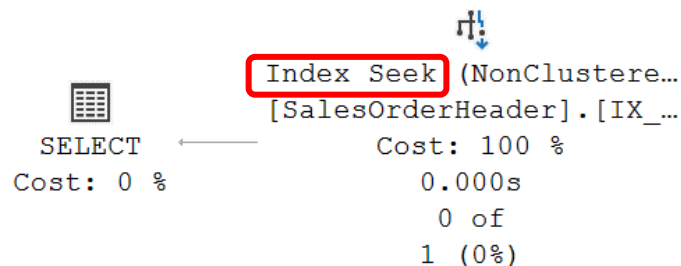 Index Seek (NonClustere…
[SalesOrderHeader].[IX_…
SELECT
Cost: 100 %
Cost: 0 %
0.000s
0 of
1 (0%)